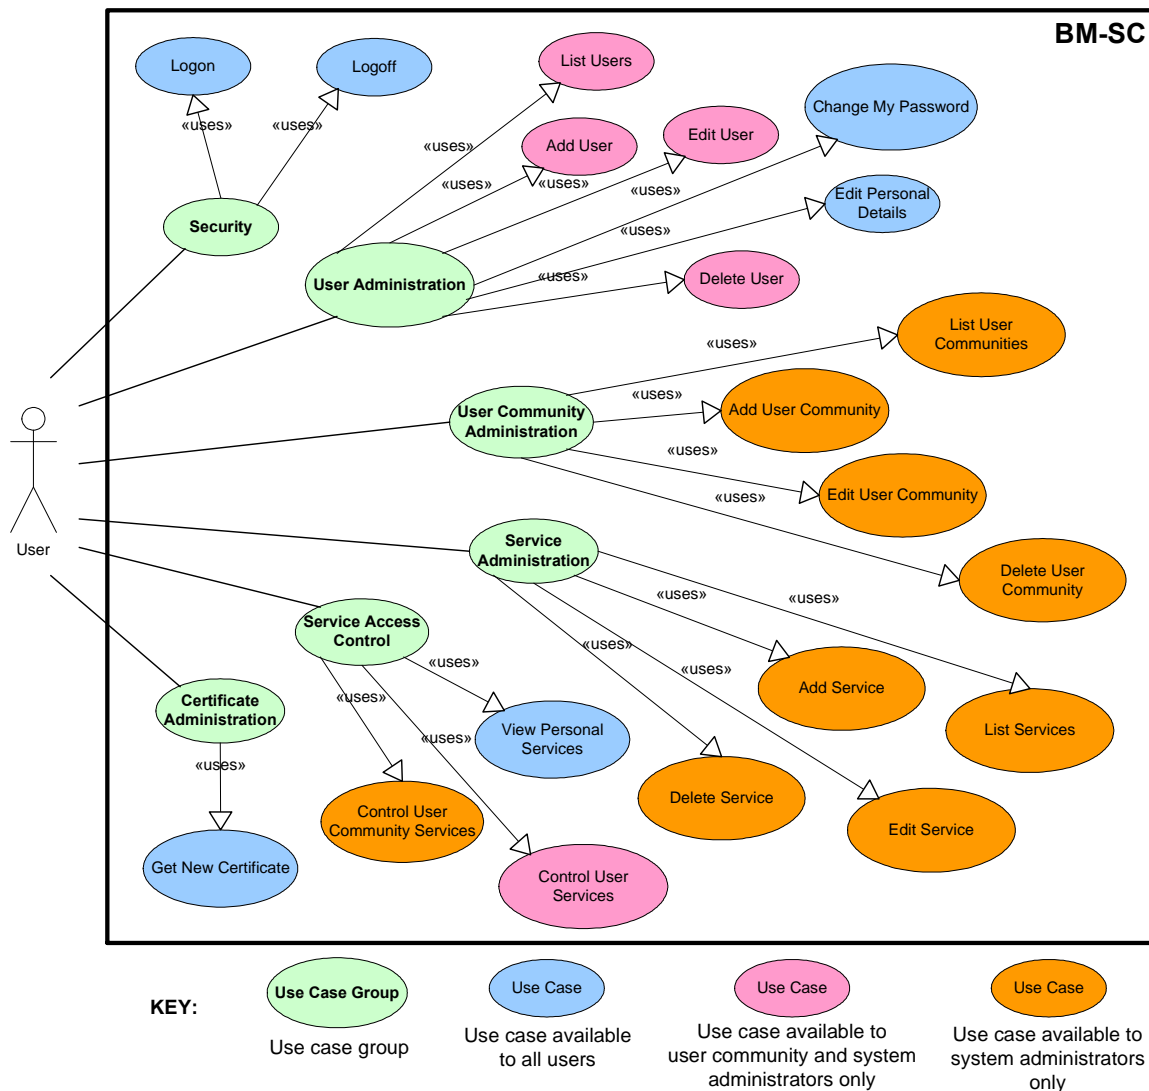 BM-SC
Logon
Logoff
List Users
Change My Password
Add User
Edit User
Edit Personal
Details
Security
User Administration
Delete User
«uses»
«uses»
«uses»
«uses»
«uses»
«uses»
«uses»
«uses»
List User
Communities
«uses»
User Community
Administration
Add User Community
«uses»
«uses»
Edit User Community
«uses»
User
Service
Administration
Delete User
Community
«uses»
«uses»
«uses»
«uses»
Service Access
Control
Add Service
List Services
«uses»
«uses»
«uses»
Certificate
Administration
View Personal
Services
«uses»
Delete Service
Edit Service
Control User
Community Services
Get New Certificate
Control User
Services
KEY:
Use Case Group
Use case group
Use Case
Use case available
to all users
Use Case
Use case available to
user community and system
administrators only
Use Case
Use case available to
system administrators
only